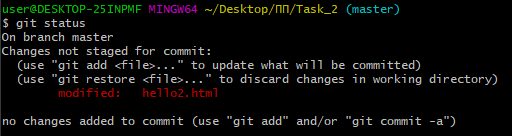 user@DESKTOP-25INPMF MINGW64 ~/Desktop/ПП/Task_2 (master)
$ git status
On branch master
Changes not staged for commit:
  (use "git add <file>..." to update what will be committed)
  (use "git restore <file>..." to discard changes in working directory)
        modified:   hello2.html

no changes added to commit (use "git add" and/or "git commit -a")